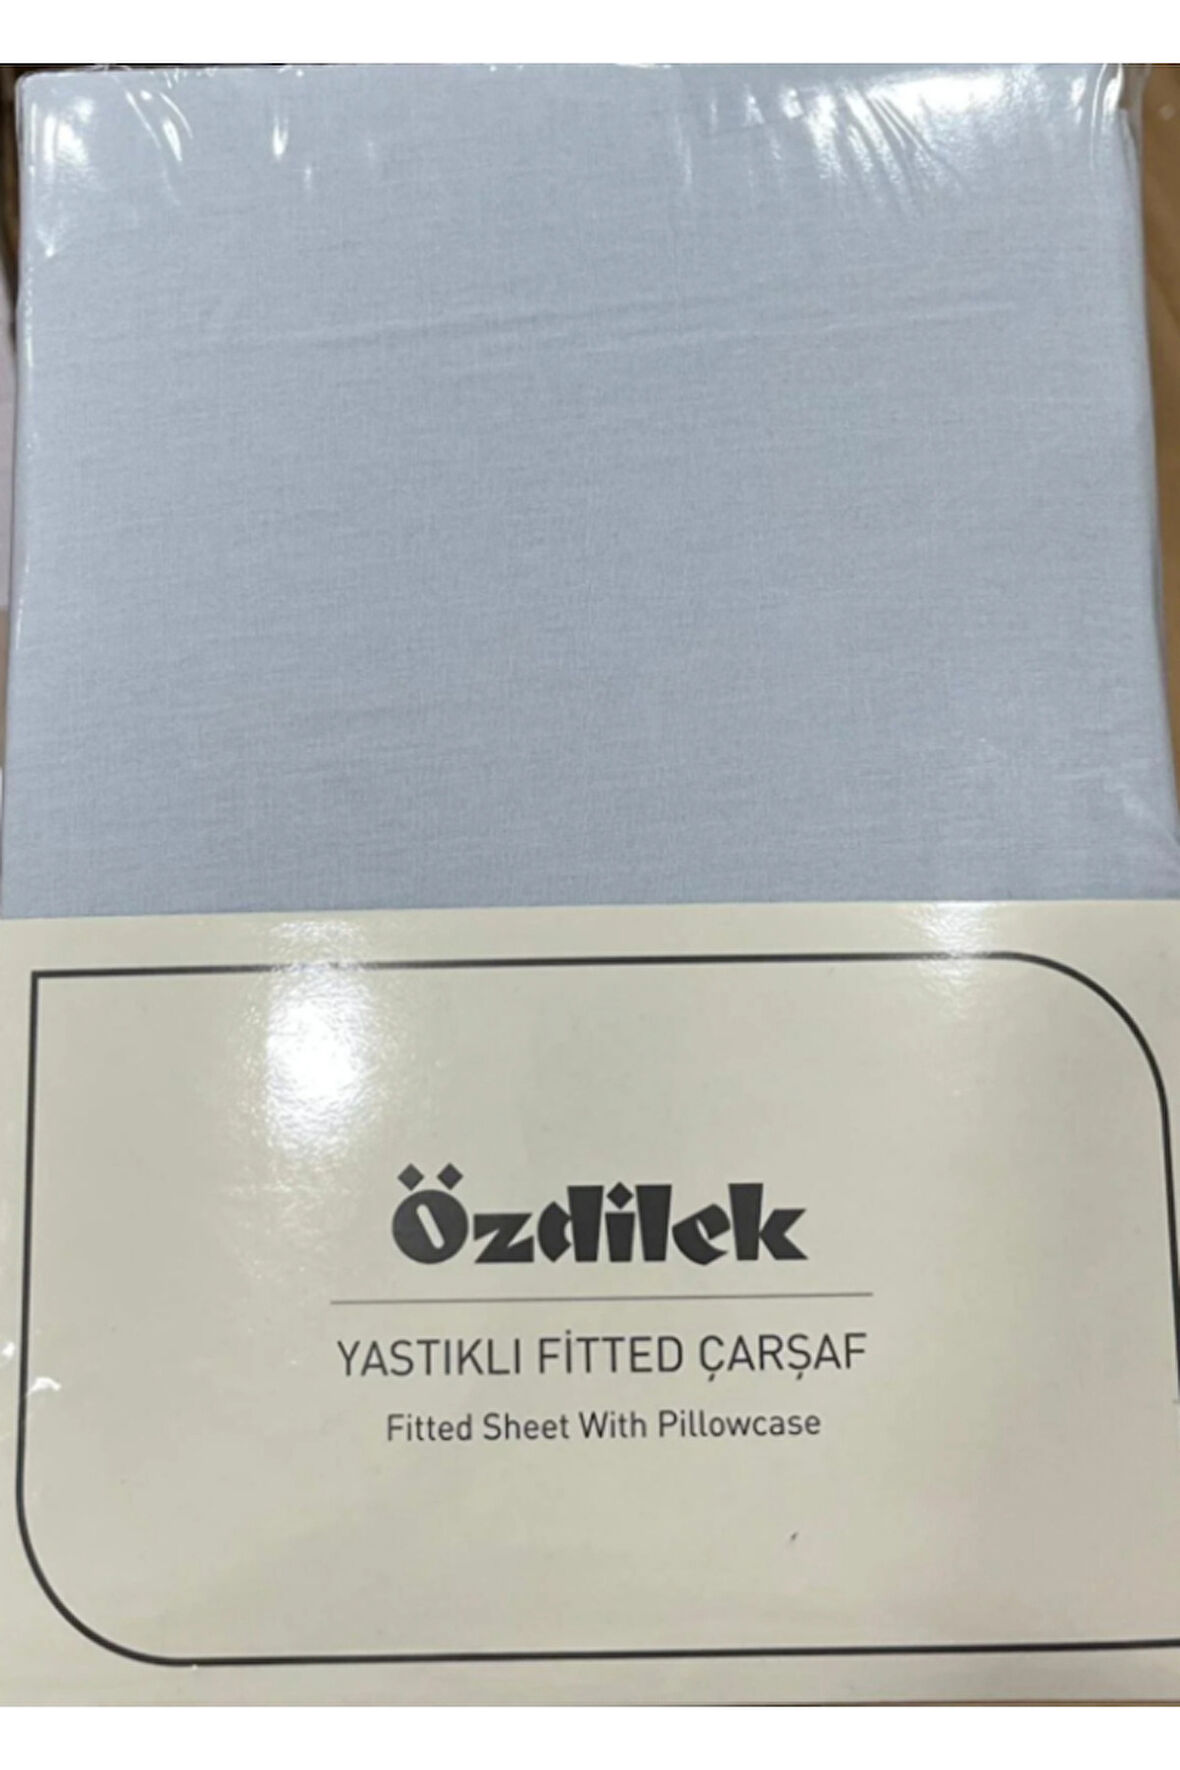 Özdilek
YASTIKLI FİTTED ÇARŞAF
Fitted Sheet With Pillowcase